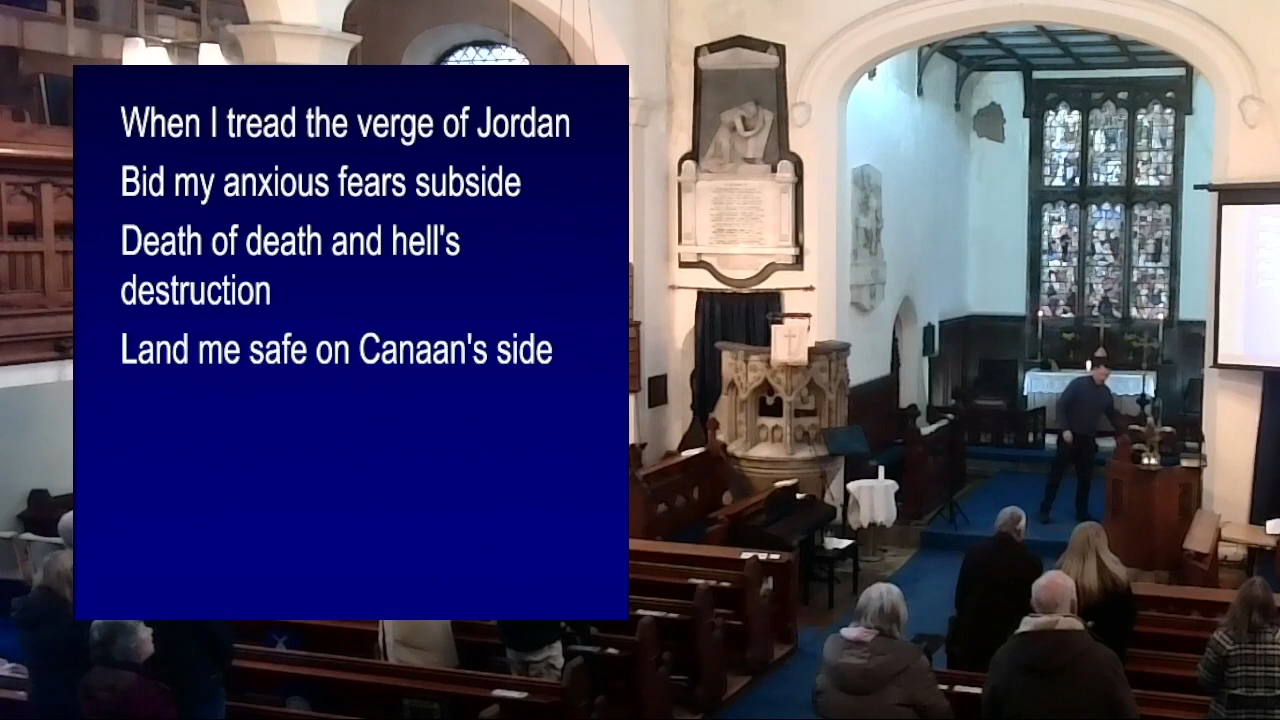 When I tread the verge of Jordan
Bid my anxious fears subside
Death of death and hell's
destruction
Land me safe on Canaan's side